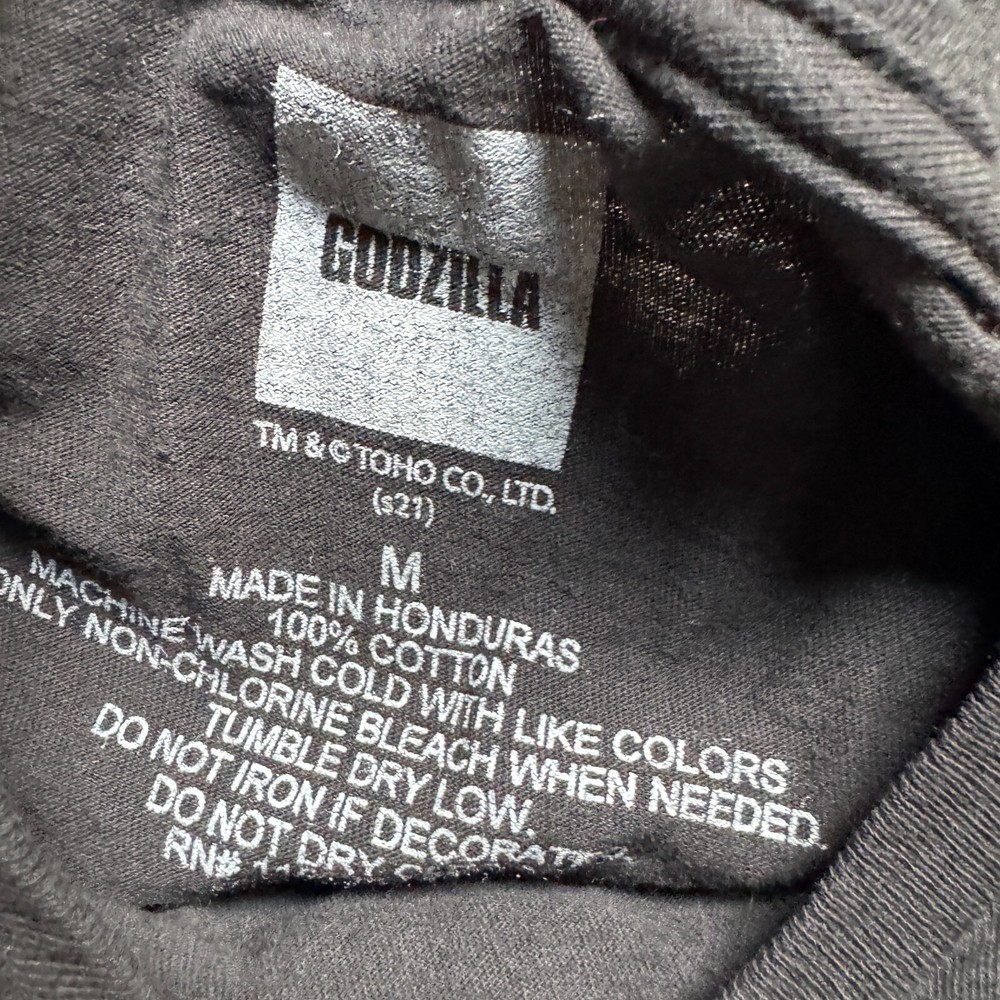 GODZILLA
TM & © TOHO CO., LTD.
(s21)
M
MADE IN HONDURAS
100% COTTON
MACHINE WASH COLD WITH LIKE COLORS
ONLY NON-CHLORINE BLEACH WHEN NEEDED.
TUMBLE DRY LOW.
DO NOT IRON IF
DO NOT DRY
RN#